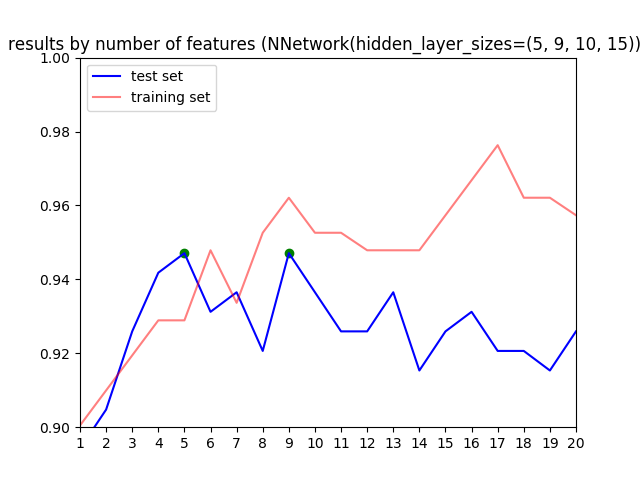 results by number of features (NNetwork(hidden_layer_sizes=(5, 9, 10, 15))
test set
training set
1.00
0.98
0.96
0.94
0.92
0.90
1 2 3 4 5 6 7 8 9 10 11 12 13 14 15 16 17 18 19 20